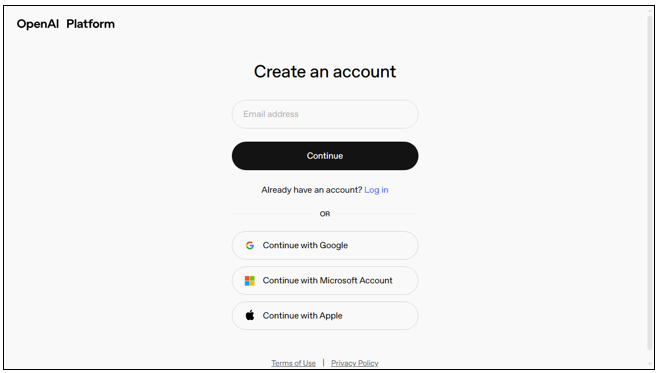 OpenAI Platform
Create an account
Email address
Continue
Already have an account? Log in
OR
Continue with Google
Continue with Microsoft Account
Continue with Apple
Terms of Use | Privacy Policy